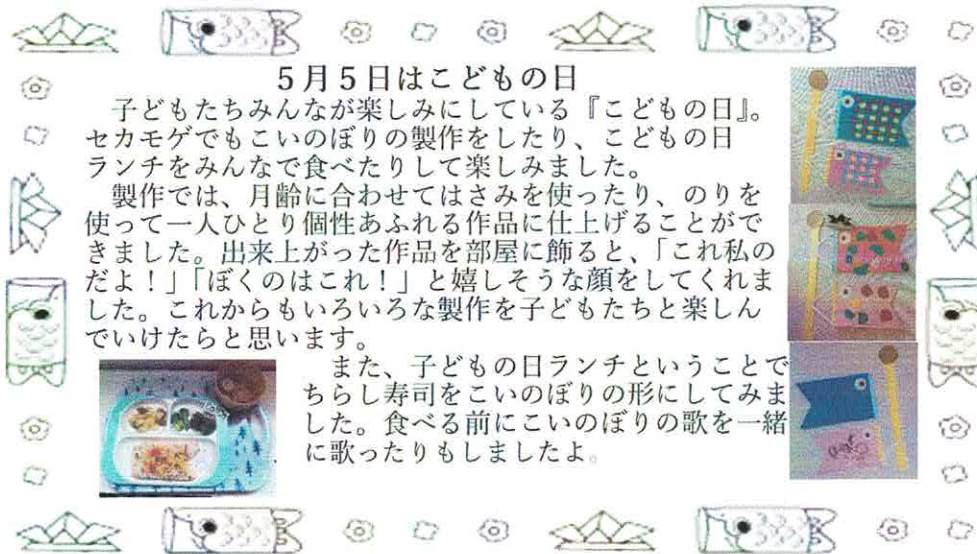 ５月５日はこどもの日
子どもたちみんなが楽しみにしている『こどもの日』。
セカモゲでもこいのぼりの製作をしたり、こどもの日
ランチをみんなで食べたりして楽しみました。
製作では、月齢に合わせてはさみを使ったり、のりを
使って一人ひとり個性あふれる作品に仕上げることがで
きました。出来上がった作品を部屋に飾ると、「これ私の
だよ！」「ぼくのはこれ！」と嬉しそうな顔をしてくれま
した。これからもいろいろな製作を子どもたちと楽しん
でいけたらと思います。
また、子どもの日ランチということで
ちらし寿司をこいのぼりの形にしてみま
した。食べる前にこいのぼりの歌を一緒
に歌ったりもしましたよ。